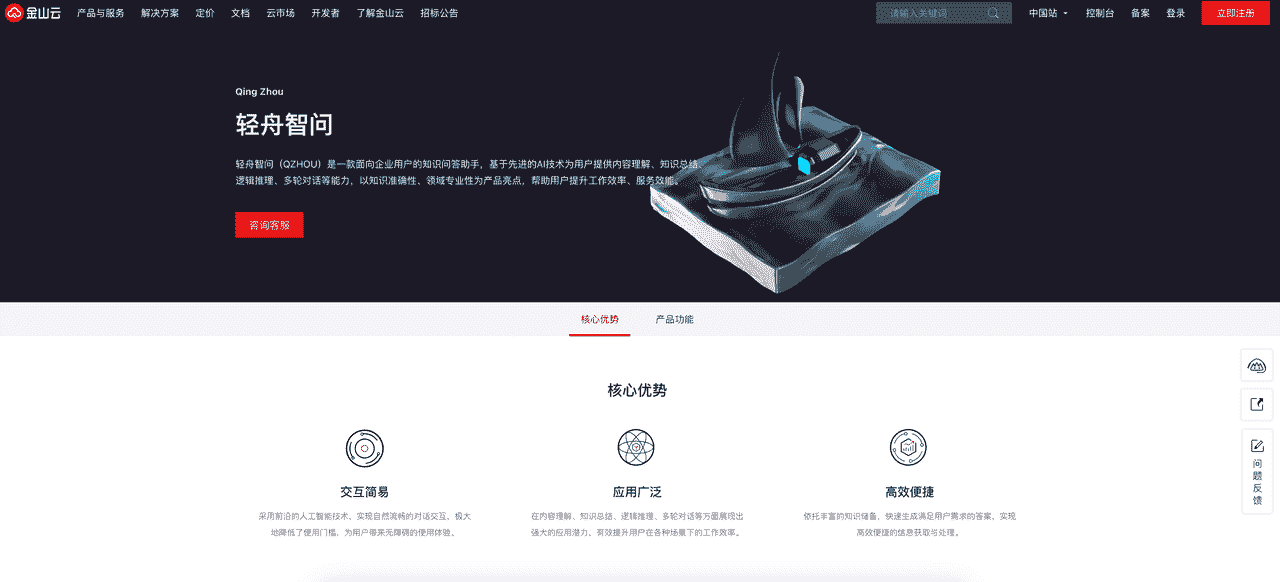 金山云 产品与服务 解决方案 定价 文档 云市场 开发者 了解金山云 招标公告 请输入关键词 中国站 控制台 备案 登录 立即注册
Qing Zhou
轻舟智问
轻舟智问（QZHOU）是一款面向企业用户的知识问答助手，基于先进的AI技术为用户提供内容理解、知识总结、
逻辑推理、多轮对话等能力，以知识准确性、领域专业性为产品亮点，帮助用户提升工作效率、服务效能。
咨询客服
核心优势 产品功能
核心优势
交互简易 应用广泛 高效便捷
采用前沿的人工智能技术，实现自然流畅的对话交互，极大
地降低了使用门槛，为用户带来无障碍的使用体验。
在内容理解、知识总结、逻辑推理、多轮对话等方面展现出
强大的应用潜力，有效提升用户在各种场景下的工作效率。
依托丰富的知识储备，快速生成满足用户需求的答案，实现
高效便捷的信息获取与处理。
问
题
反
馈